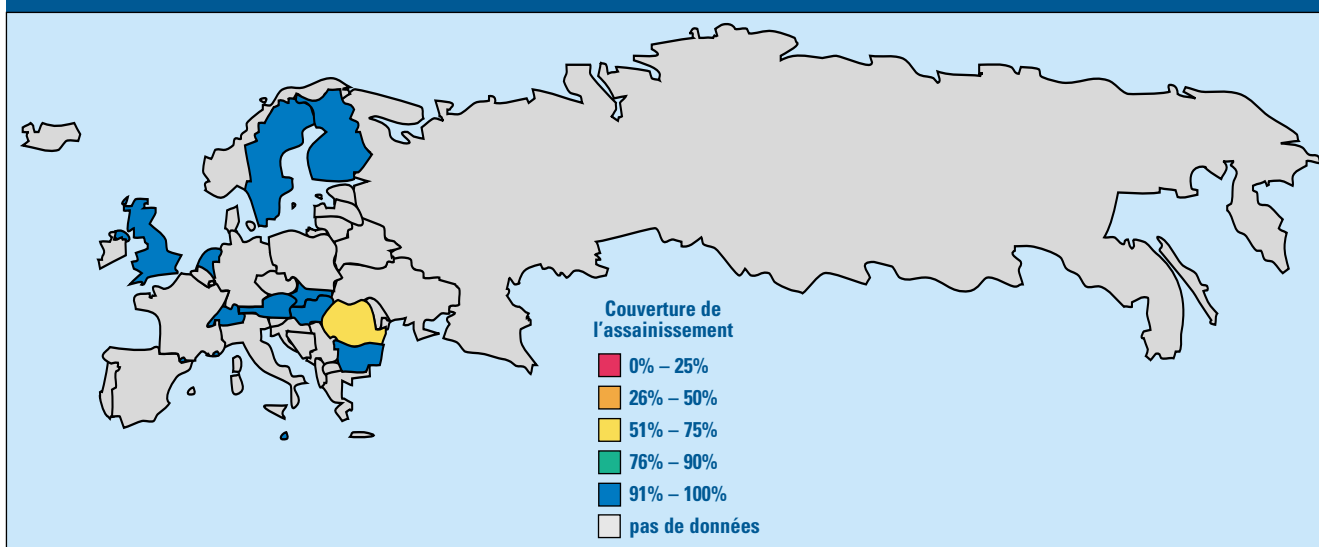 Couverture de
l’assainissement
0% – 25%
26% – 50%
51% – 75%
76% – 90%
91% – 100%
pas de données